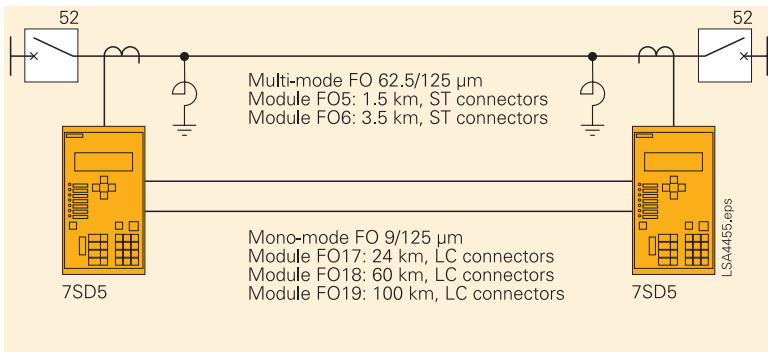 52
52
Multi-mode FO 62.5/125 µm
Module FO5: 1.5 km, ST connectors
Module FO6: 3.5 km, ST connectors
Mono-mode FO 9/125 µm
Module FO17: 24 km, LC connectors
Module FO18: 60 km, LC connectors
Module FO19: 100 km, LC connectors
7SD5
7SD5
LSA4455.eps